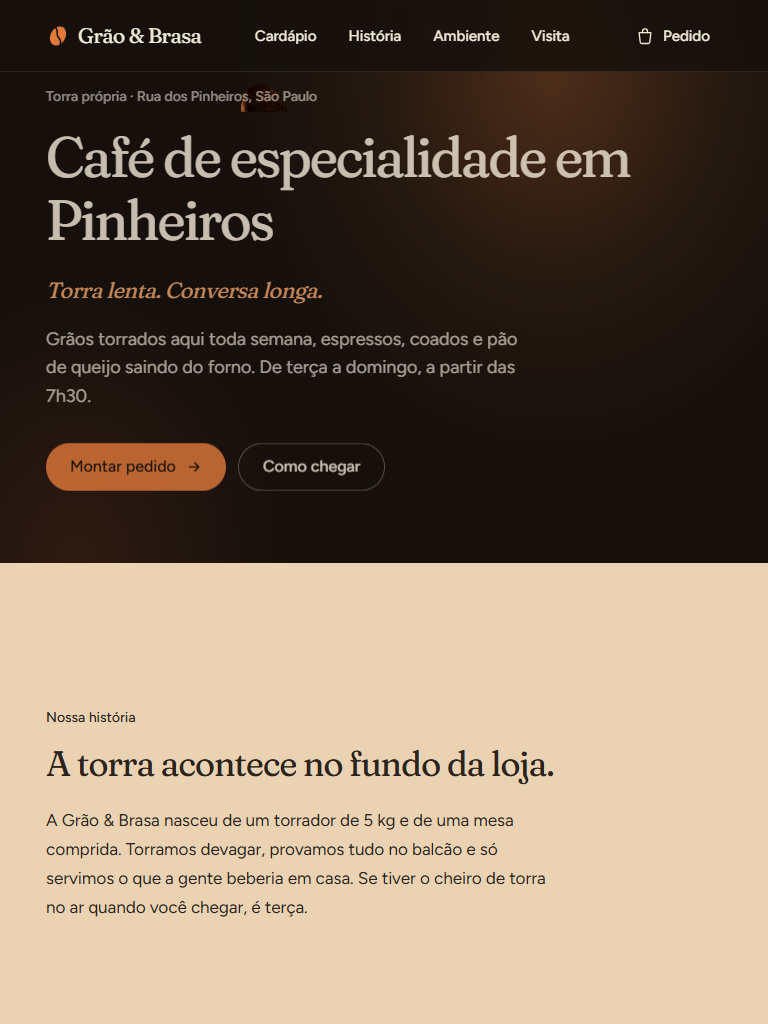 Grão & Brasa
Cardápio
História
Ambiente
Visita
Pedido
Torra própria · Rua dos Pinheiros, São Paulo
Café de especialidade em
Pinheiros
Torra lenta. Conversa longa.
Grãos torrados aqui toda semana, espressos, coados e pão
de queijo saindo do forno. De terça a domingo, a partir das
7h30.
Montar pedido →
Como chegar
Nossa história
A torra acontece no fundo da loja.
A Grão & Brasa nasceu de um torrador de 5 kg e de uma mesa
comprida. Torramos devagar, provamos tudo no balcão e só
servimos o que a gente beberia em casa. Se tiver o cheiro de torra
no ar quando você chegar, é terça.